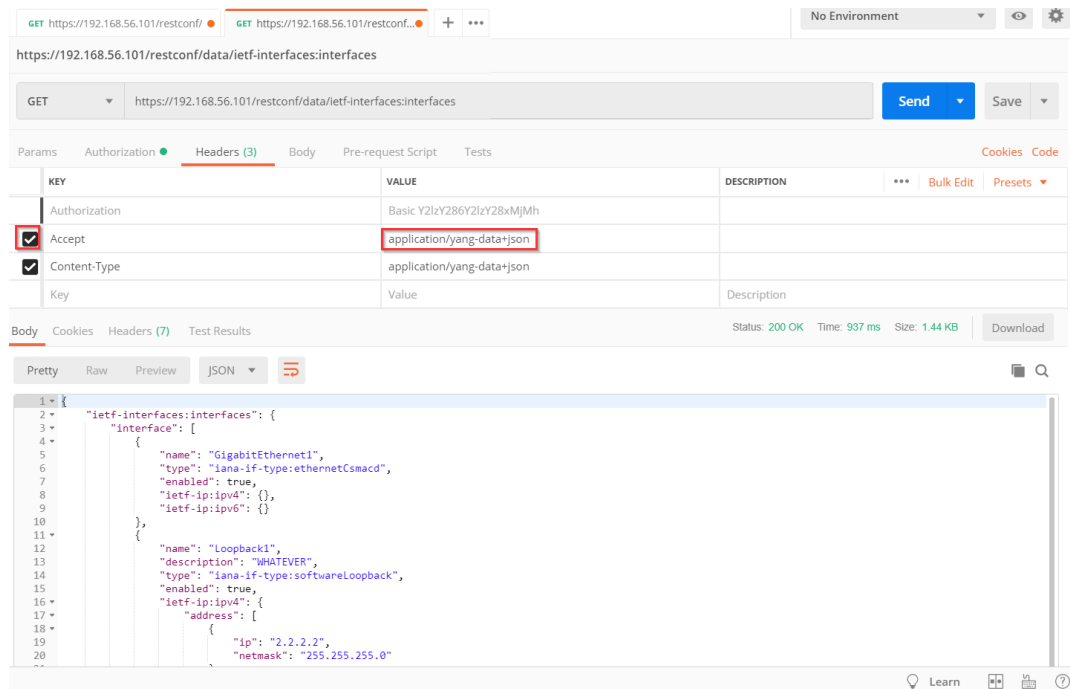 GET https://192.168.56.101/restconf/
GET https://192.168.56.101/restconf...
No Environment
https://192.168.56.101/restconf/data/ietf-interfaces:interfaces
GET https://192.168.56.101/restconf/data/ietf-interfaces:interfaces Send Save
Params Authorization Headers (3) Body Pre-request Script Tests Cookies Code
KEY VALUE DESCRIPTION ••• Bulk Edit Presets
Authorization Basic Y2lzY286Y2lzY28xMjMh
Accept application/yang-data+json
Content-Type application/yang-data+json
Key Value Description
Body Cookies Headers (7) Test Results Status: 200 OK Time: 937 ms Size: 1.44 KB Download
Pretty Raw Preview JSON
1 {
2 "ietf-interfaces:interfaces": {
3 "interface": [
4 {
5 "name": "GigabitEthernet1",
6 "type": "iana-if-type:ethernetCsmacd",
7 "enabled": true,
8 "ietf-ip:ipv4": {},
9 "ietf-ip:ipv6": {}
10 },
11 {
12 "name": "Loopback1",
13 "description": "WHATEVER",
14 "type": "iana-if-type:softwareLoopback",
15 "enabled": true,
16 "ietf-ip:ipv4": {
17 "address": [
18 {
19 "ip": "2.2.2.2",
20 "netmask": "255.255.255.0"
Learn